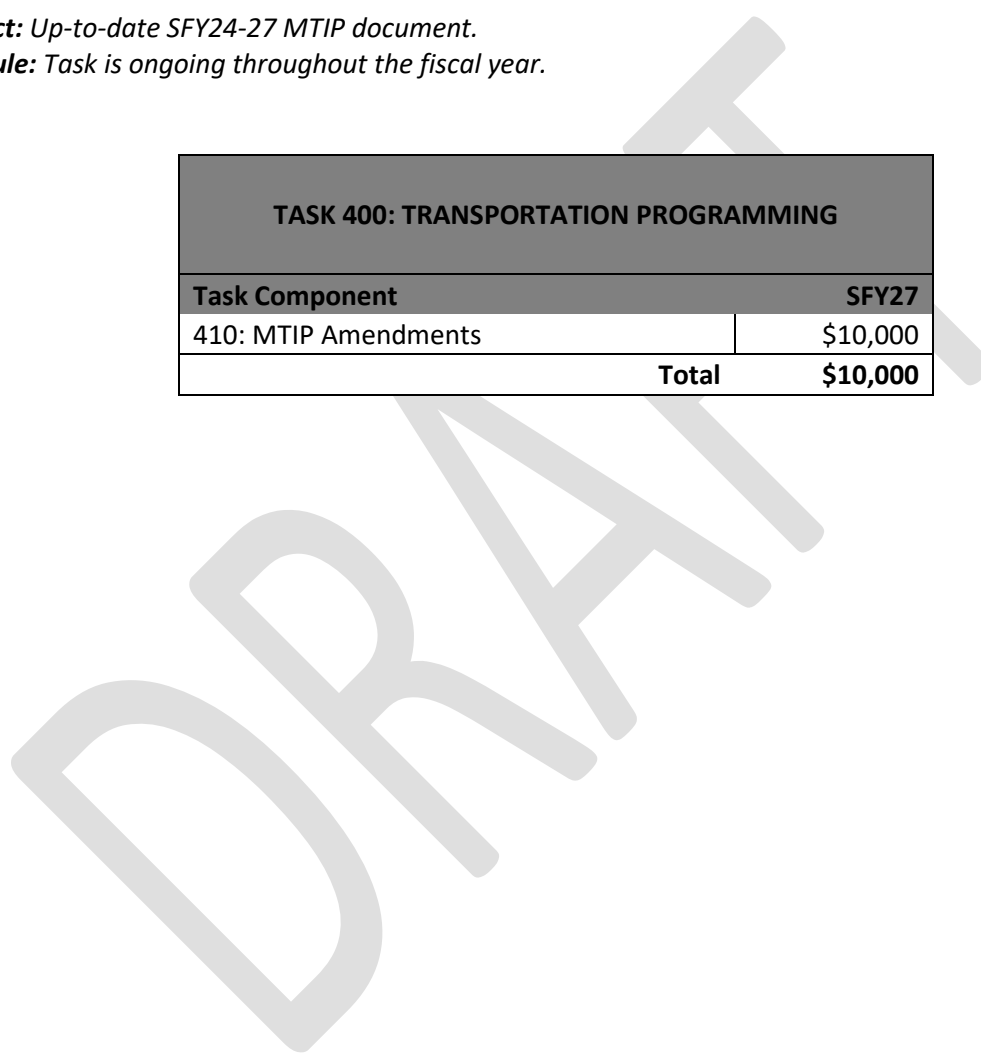 ct: Up-to-date SFY24-27 MTIP document.
ule: Task is ongoing throughout the fiscal year.
TASK 400: TRANSPORTATION PROGRAMMING
Task Component SFY27
410: MTIP Amendments $10,000
Total $10,000
DRAFT